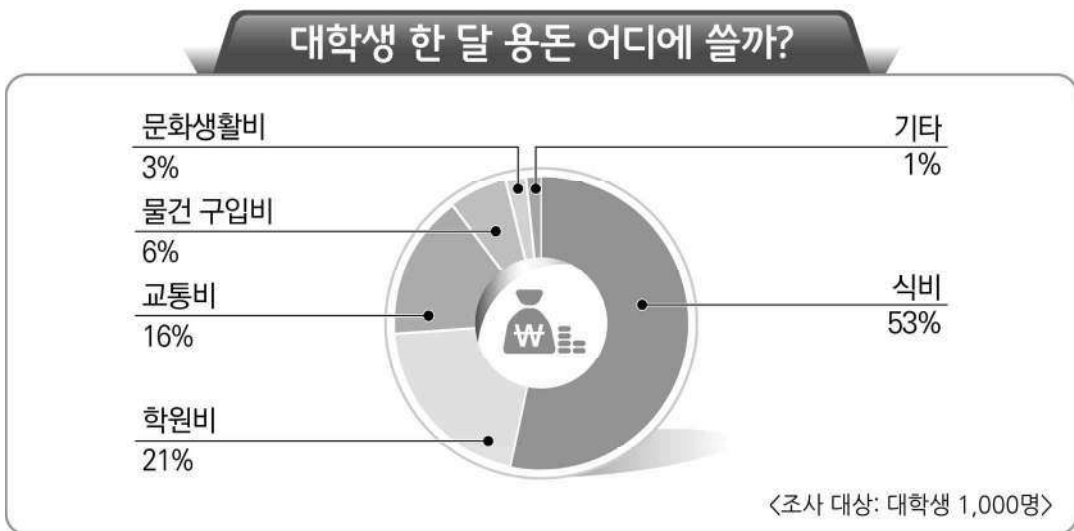 대학생 한 달 용돈 어디에 쓸까?
문화생활비
3%
물건 구입비
6%
교통비
16%
학원비
21%
기타
1%
식비
53%
₩
<조사 대상: 대학생 1,000명>